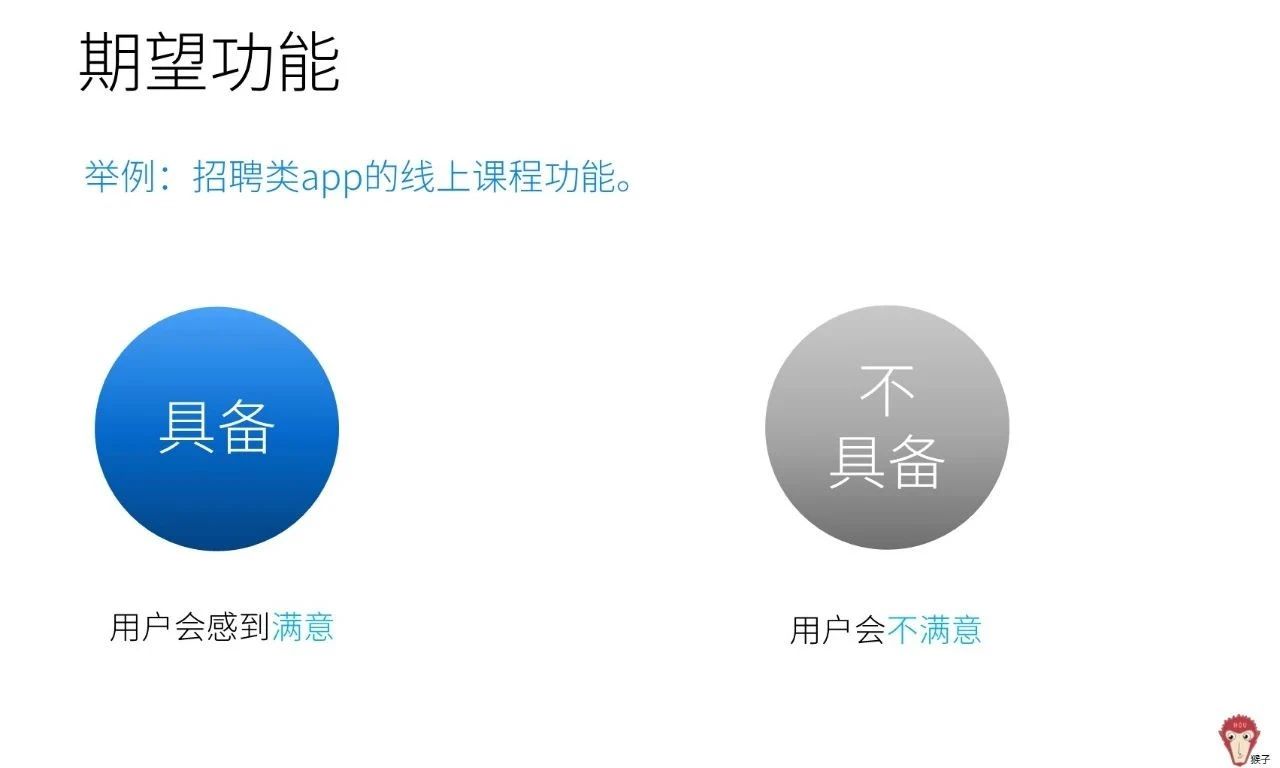 期望功能
举例：招聘类app的线上课程功能。
具备
不
具备
用户会感到满意
用户会不满意
HOU
猴子